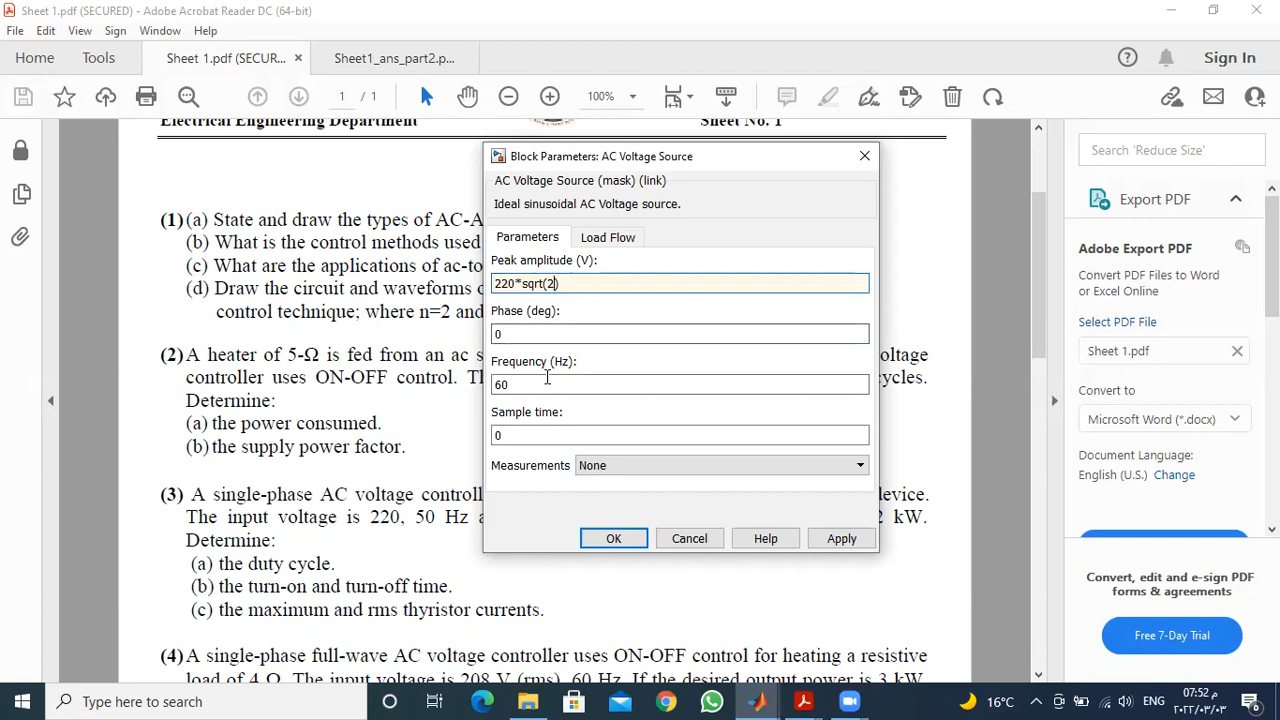 Sheet 1.pdf (SECURED) - Adobe Acrobat Reader DC (64-bit)
File Edit View Sign Window Help
Home Tools Sheet 1.pdf (SECUR... × Sheet1_ans_part2.p... Sign In
1 / 1 100%
Electrical Engineering Department Sheet No. 1
Search 'Reduce Size'
Export PDF
Adobe Export PDF
Convert PDF Files to Word
or Excel Online
Select PDF File
Sheet 1.pdf
Convert to
Microsoft Word (*.docx)
Document Language:
English (U.S.) Change
Convert, edit and e-sign PDF
forms & agreements
Free 7-Day Trial
(1) (a) State and draw the types of AC-A
(b) What is the control methods used
(c) What are the applications of ac-to
(d) Draw the circuit and waveforms o
control technique; where n=2 and
(2) A heater of 5-Ω is fed from an ac s oltage
controller uses ON-OFF control. Th cycles.
Determine:
(a) the power consumed.
(b) the supply power factor.
(3) A single-phase AC voltage controll device.
The input voltage is 220, 50 Hz a 2 kW.
Determine:
(a) the duty cycle.
(b) the turn-on and turn-off time.
(c) the maximum and rms thyristor currents.
(4) A single-phase full-wave AC voltage controller uses ON-OFF control for heating a resistive
load of 4 Ω. The input voltage is 208 V (rms), 60 Hz. If the desired output power is 3 kW
Block Parameters: AC Voltage Source
AC Voltage Source (mask) (link)
Ideal sinusoidal AC Voltage source.
Parameters Load Flow
Peak amplitude (V):
220*sqrt(2)
Phase (deg):
0
Frequency (Hz):
60
Sample time:
0
Measurements None
OK Cancel Help Apply
Type here to search
16°C ENG 07:52 م
٢٠٢٢/٠٣/٠٣